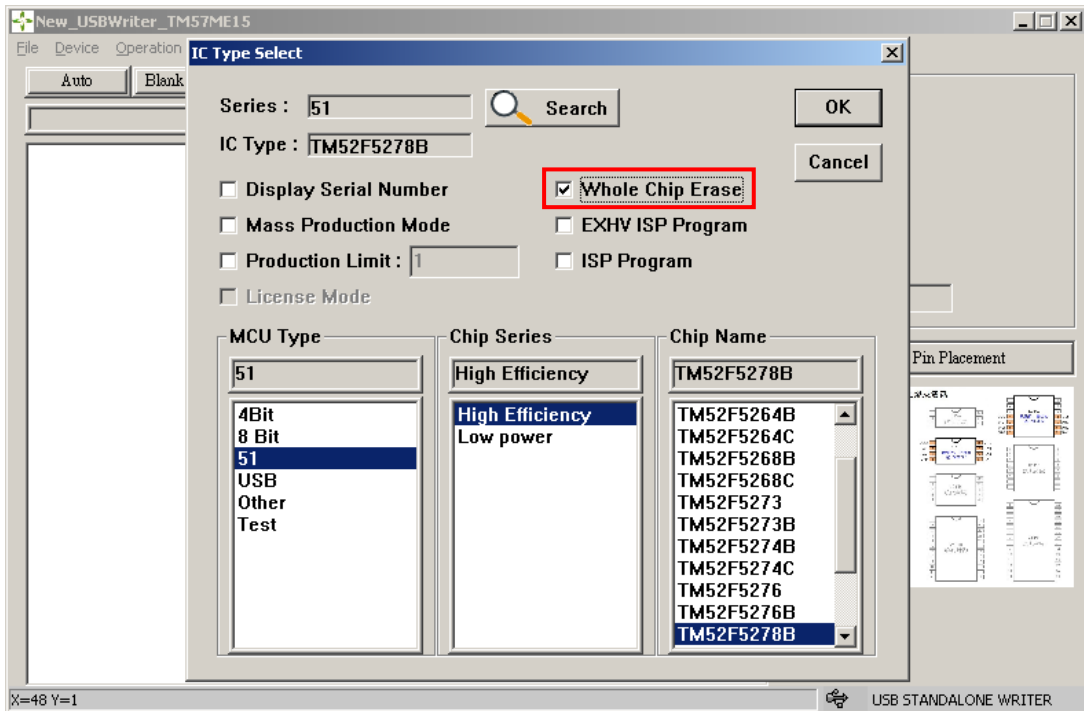 New_USBWriter_TM57ME15
File Device Operation
IC Type Select
Auto Blank
Series : 51
Search
OK
IC Type : TM52F5278B
Cancel
Display Serial Number
Whole Chip Erase
Mass Production Mode
EXHV ISP Program
Production Limit : 1
ISP Program
License Mode
MCU Type
Chip Series
Chip Name
Pin Placement
51
High Efficiency
TM52F5278B
4Bit
8 Bit
51
USB
Other
Test
High Efficiency
Low power
TM52F5264B
TM52F5264C
TM52F5268B
TM52F5268C
TM52F5273
TM52F5273B
TM52F5274B
TM52F5274C
TM52F5276
TM52F5276B
TM52F5278B
X=48 Y=1
USB STANDALONE WRITER